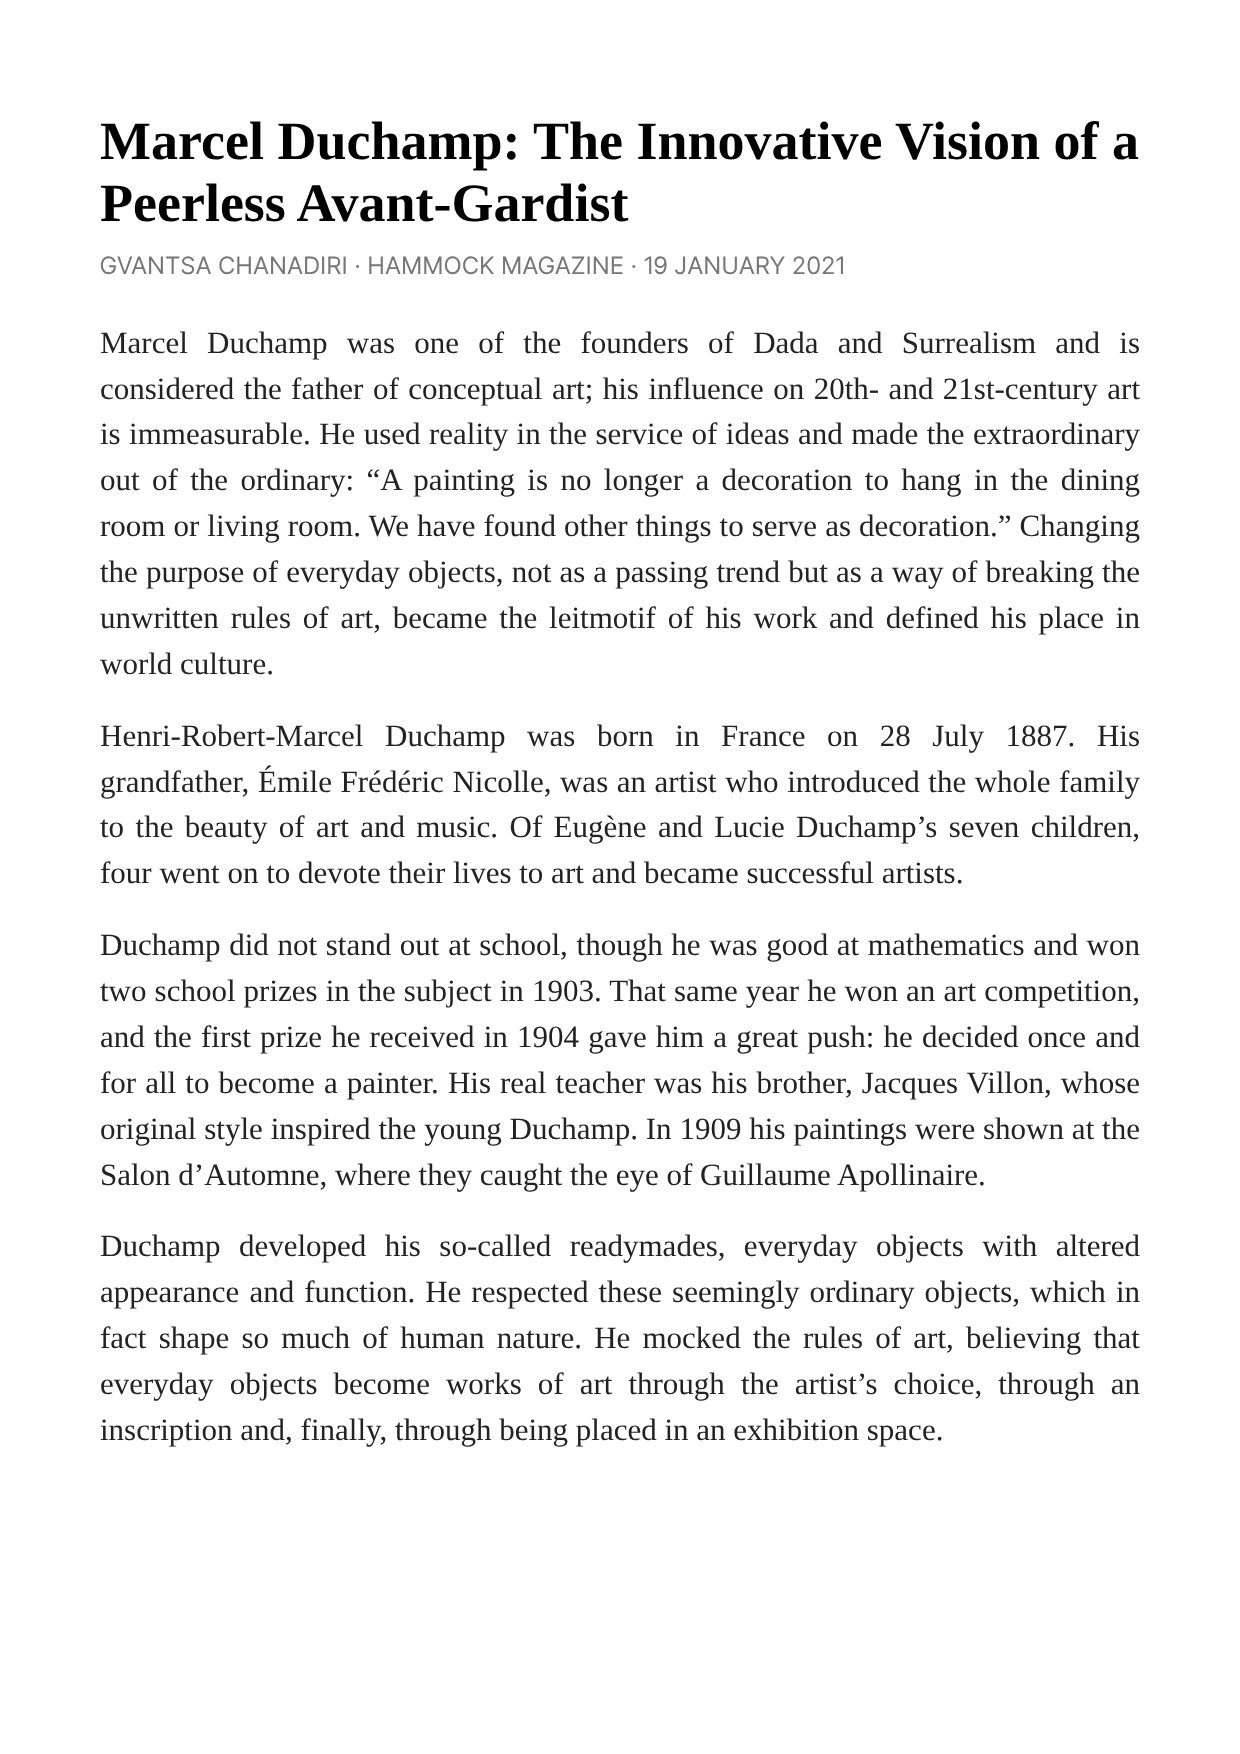 Marcel Duchamp: The Innovative Vision of a
Peerless Avant-Gardist
GVANTSA CHANADIRI · HAMMOCK MAGAZINE · 19 JANUARY 2021
Marcel Duchamp was one of the founders of Dada and Surrealism and is
considered the father of conceptual art; his influence on 20th- and 21st-century art
is immeasurable. He used reality in the service of ideas and made the extraordinary
out of the ordinary: “A painting is no longer a decoration to hang in the dining
room or living room. We have found other things to serve as decoration.” Changing
the purpose of everyday objects, not as a passing trend but as a way of breaking the
unwritten rules of art, became the leitmotif of his work and defined his place in
world culture.
Henri-Robert-Marcel Duchamp was born in France on 28 July 1887. His
grandfather, Émile Frédéric Nicolle, was an artist who introduced the whole family
to the beauty of art and music. Of Eugène and Lucie Duchamp’s seven children,
four went on to devote their lives to art and became successful artists.
Duchamp did not stand out at school, though he was good at mathematics and won
two school prizes in the subject in 1903. That same year he won an art competition,
and the first prize he received in 1904 gave him a great push: he decided once and
for all to become a painter. His real teacher was his brother, Jacques Villon, whose
original style inspired the young Duchamp. In 1909 his paintings were shown at the
Salon d’Automne, where they caught the eye of Guillaume Apollinaire.
Duchamp developed his so-called readymades, everyday objects with altered
appearance and function. He respected these seemingly ordinary objects, which in
fact shape so much of human nature. He mocked the rules of art, believing that
everyday objects become works of art through the artist’s choice, through an
inscription and, finally, through being placed in an exhibition space.